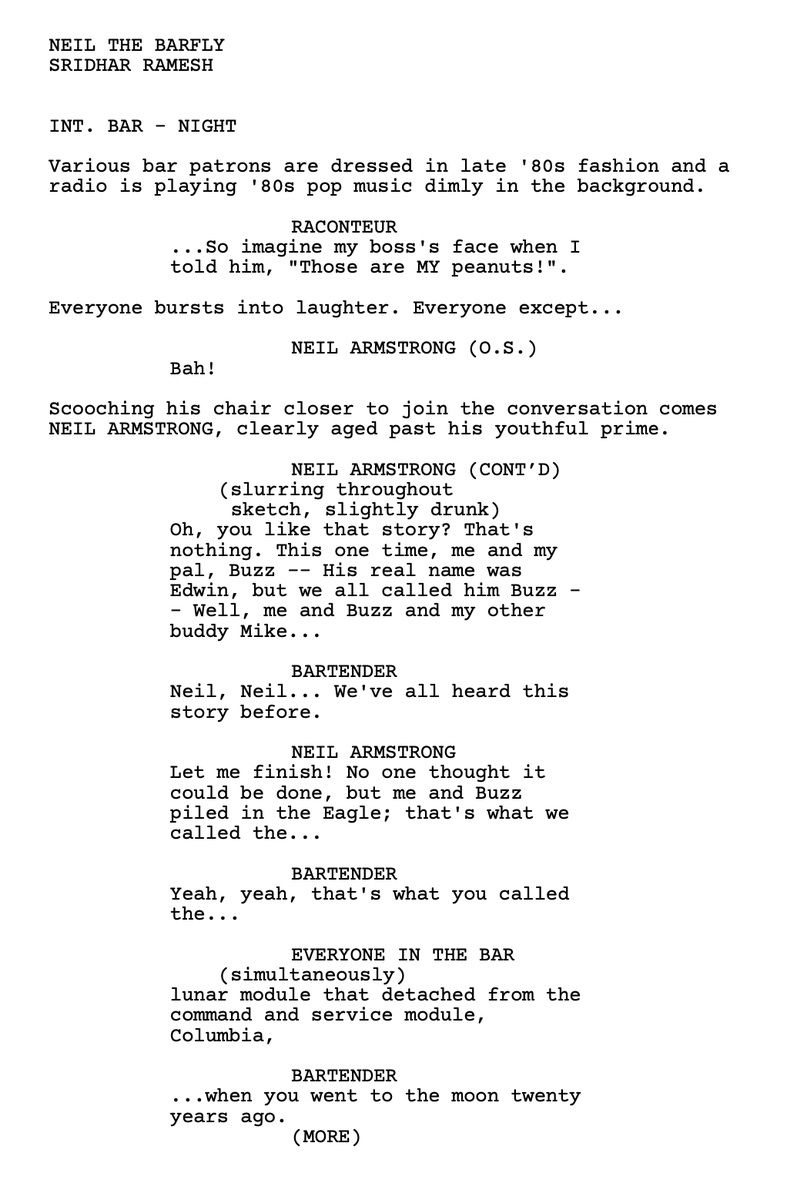 NEIL THE BARFLY
SRIDHAR RAMESH
INT. BAR - NIGHT
Various bar patrons are dressed in late '80s fashion and a
radio is playing '80s pop music dimly in the background.
RACONTEUR
...So imagine my boss's face when I
told him, "Those are MY peanuts!".
Everyone bursts into laughter. Everyone except...
NEIL ARMSTRONG (O.S.)
Bah!
Scooching his chair closer to join the conversation comes
NEIL ARMSTRONG, clearly aged past his youthful prime.
NEIL ARMSTRONG (CONT’D)
(slurring throughout
sketch, slightly drunk)
Oh, you like that story? That's
nothing. This one time, me and my
pal, Buzz -- His real name was
Edwin, but we all called him Buzz -
- Well, me and Buzz and my other
buddy Mike...
BARTENDER
Neil, Neil... We've all heard this
story before.
NEIL ARMSTRONG
Let me finish! No one thought it
could be done, but me and Buzz
piled in the Eagle; that's what we
called the...
BARTENDER
Yeah, yeah, that's what you called
the...
EVERYONE IN THE BAR
(simultaneously)
lunar module that detached from the
command and service module,
Columbia,
BARTENDER
...when you went to the moon twenty
years ago.
(MORE)